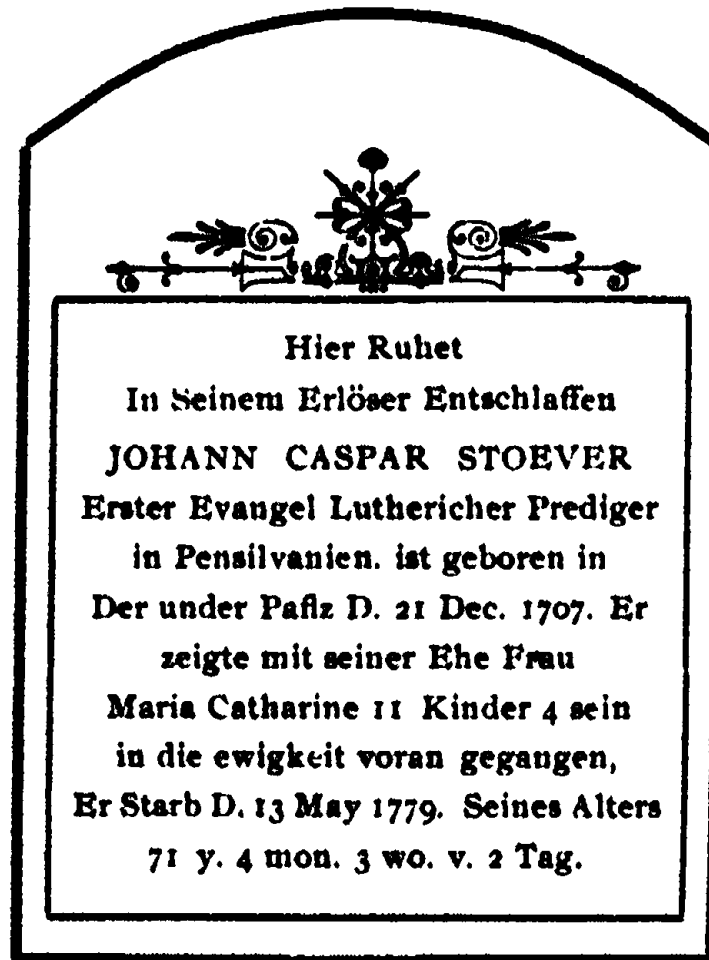 Hier Ruhet
In Seinem Erlöser Entschlaffen
JOHANN CASPAR STOEVER
Erster Evangel Luthericher Prediger
in Pensilvanien. ist geboren in
Der under Paflz D. 21 Dec. 1707. Er
zeigte mit seiner Ehe Frau
Maria Catharine 11 Kinder 4 sein
in die ewigkeit voran gegangen,
Er Starb D. 13 May 1779. Seines Alters
71 y. 4 mon. 3 wo. v. 2 Tag.